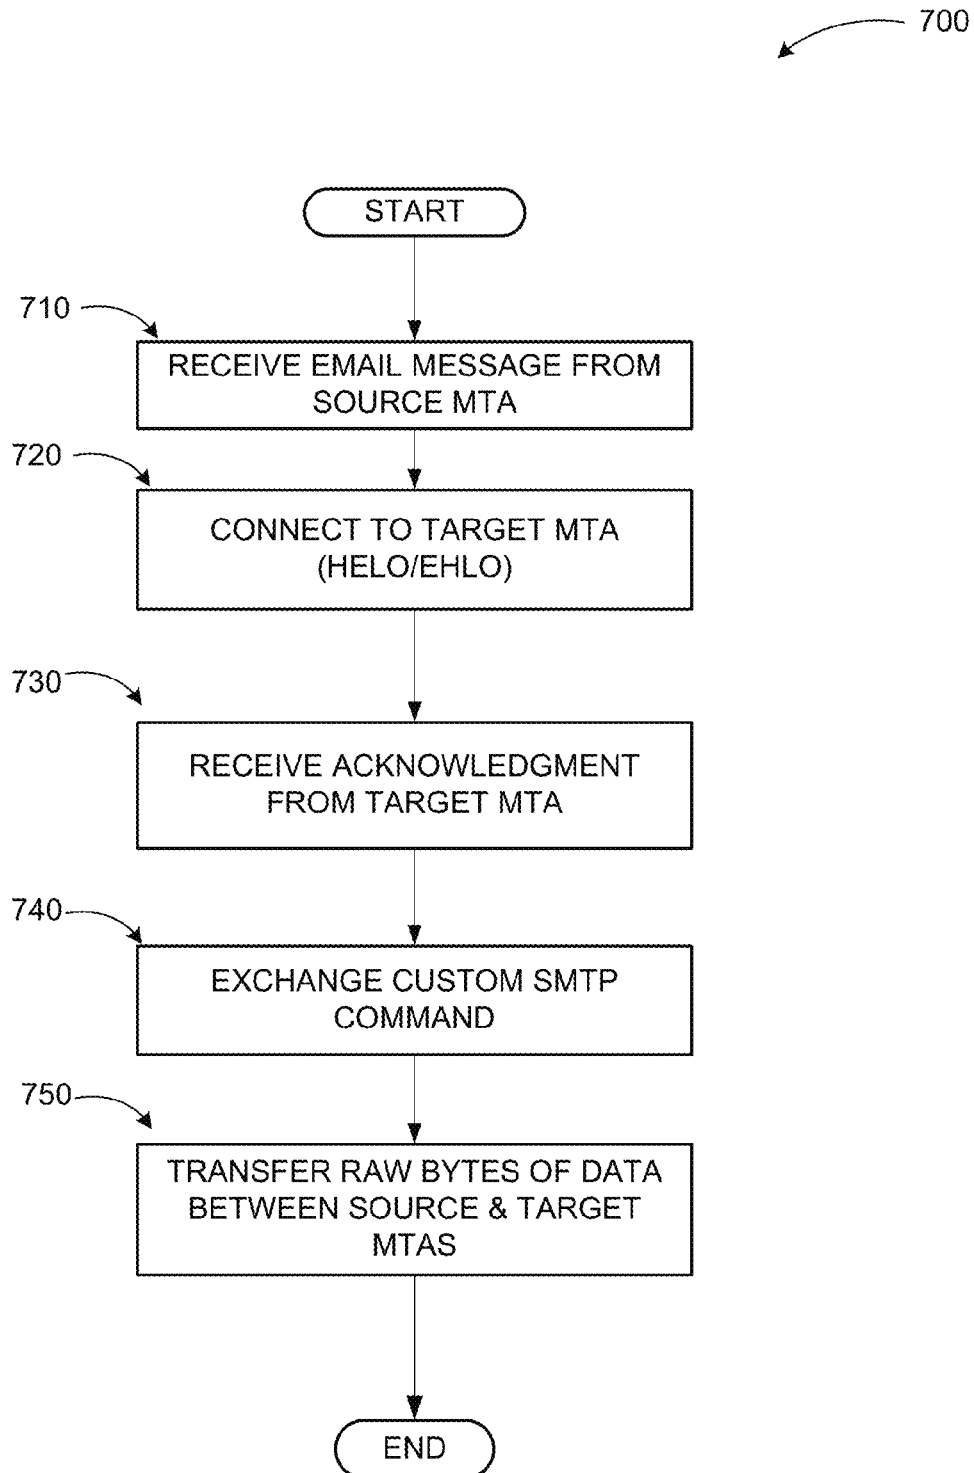 700
START
710
RECEIVE EMAIL MESSAGE FROM
SOURCE MTA
720
CONNECT TO TARGET MTA
(HELO/EHLO)
730
RECEIVE ACKNOWLEDGMENT
FROM TARGET MTA
740
EXCHANGE CUSTOM SMTP
COMMAND
750
TRANSFER RAW BYTES OF DATA
BETWEEN SOURCE & TARGET
MTAS
END